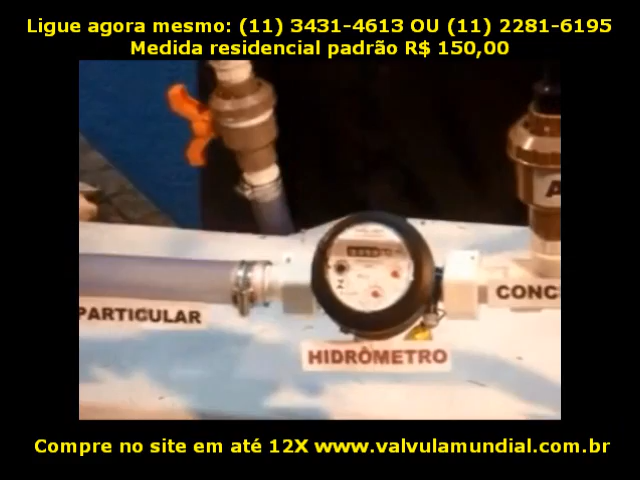 Ligue agora mesmo: (11) 3431-4613 OU (11) 2281-6195
Medida residencial padrão R$ 150,00
A
CONC
PARTICULAR
HIDRÔMETRO
Compre no site em até 12X www.valvulamundial.com.br